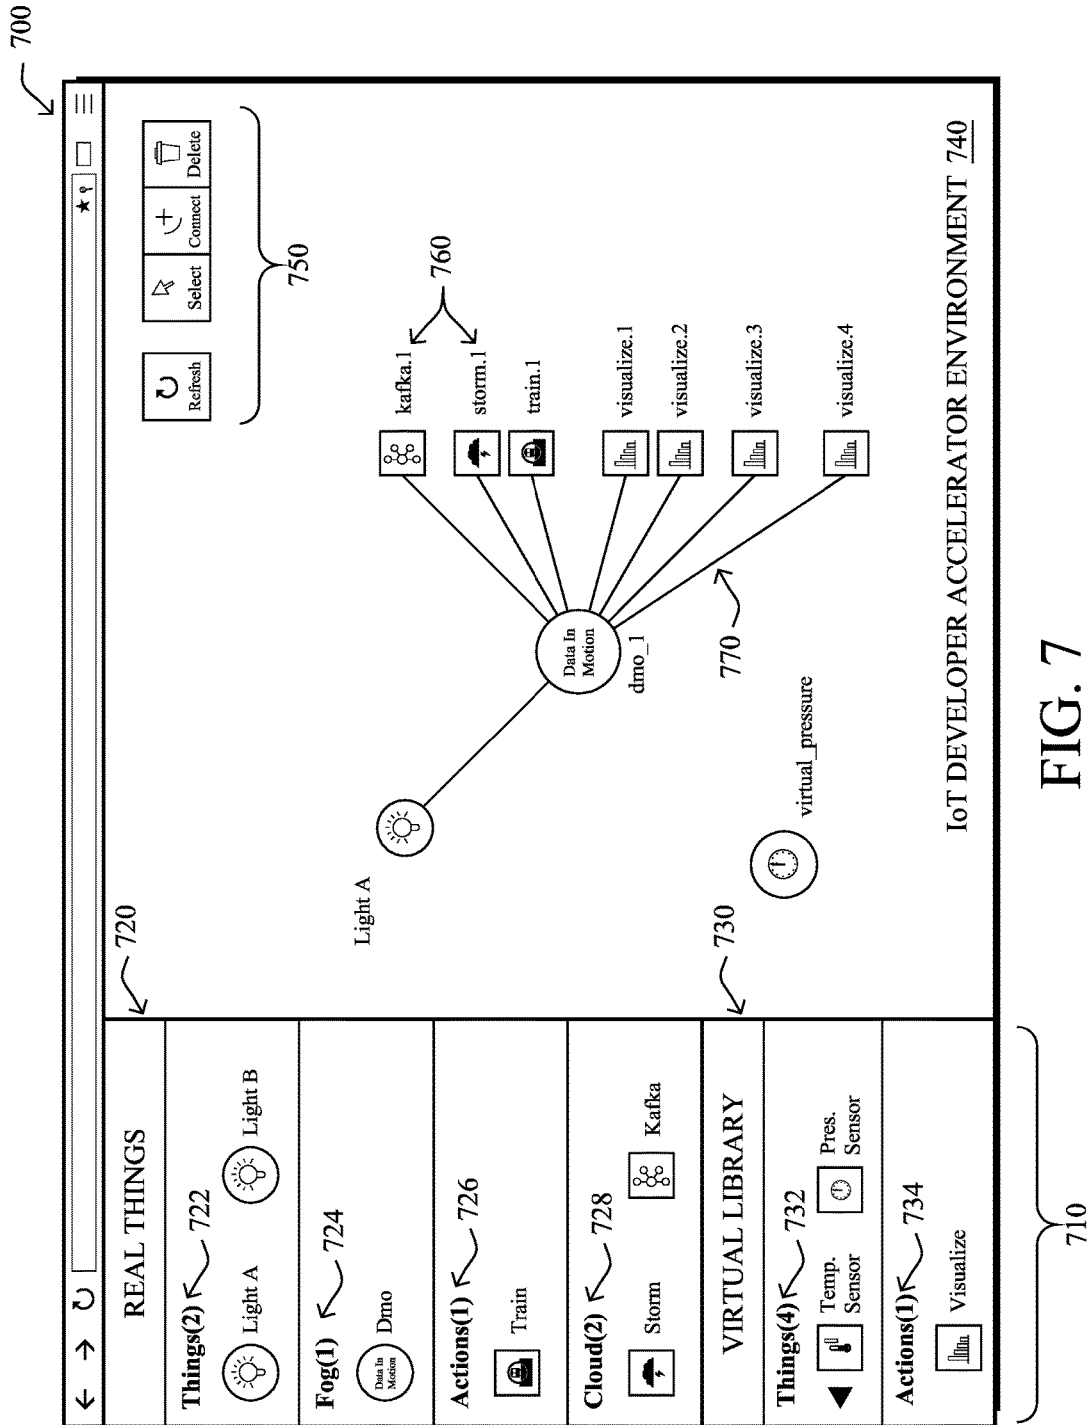 700
Refresh
Select
Connect
Delete
750
REAL THINGS
720
Things(2)
722
Light A
Light B
Fog(1)
724
Data In
Motion
Dmo
Actions(1)
726
Train
Cloud(2)
728
Storm
Kafka
VIRTUAL LIBRARY
730
Things(4)
732
Temp.
Sensor
Pres.
Sensor
Actions(1)
734
Visualize
710
Light A
Data In
Motion
dmo_1
virtual_pressure
kafka.1
storm.1
760
train.1
visualize.1
visualize.2
visualize.3
visualize.4
770
IoT DEVELOPER ACCELERATOR ENVIRONMENT 740
FIG. 7